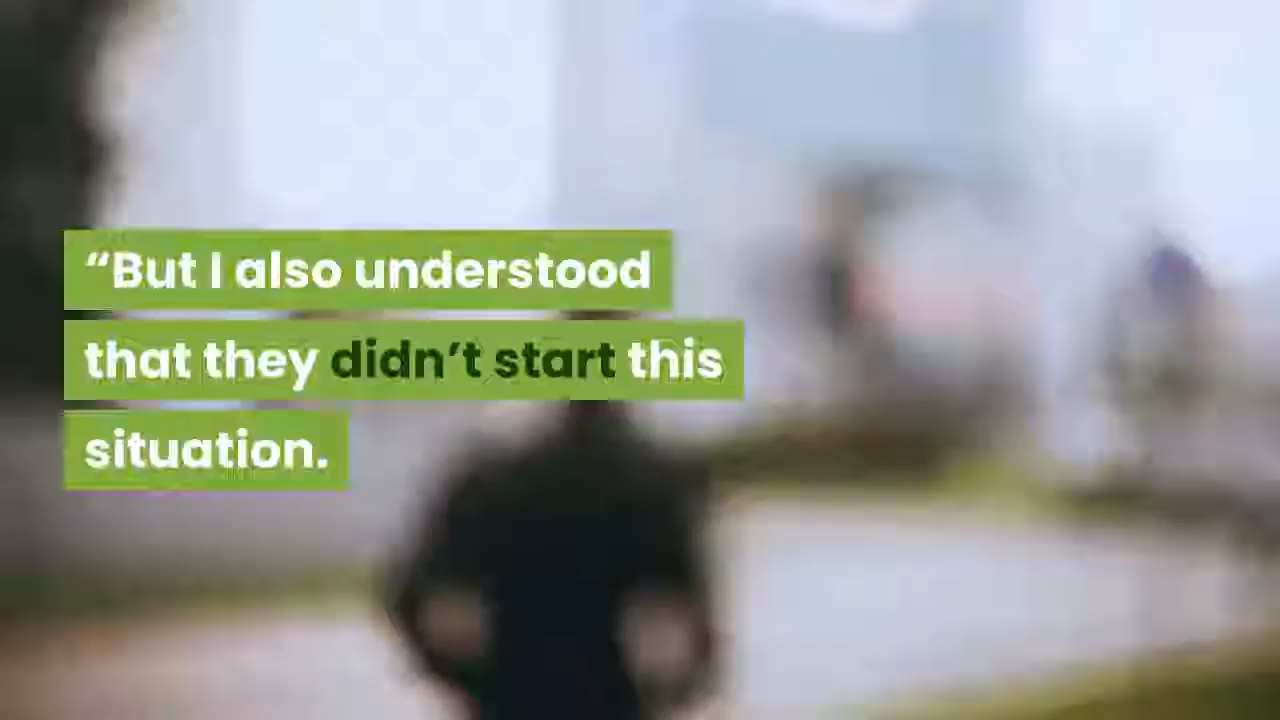 “But I also understood
that they didn’t start this
situation.